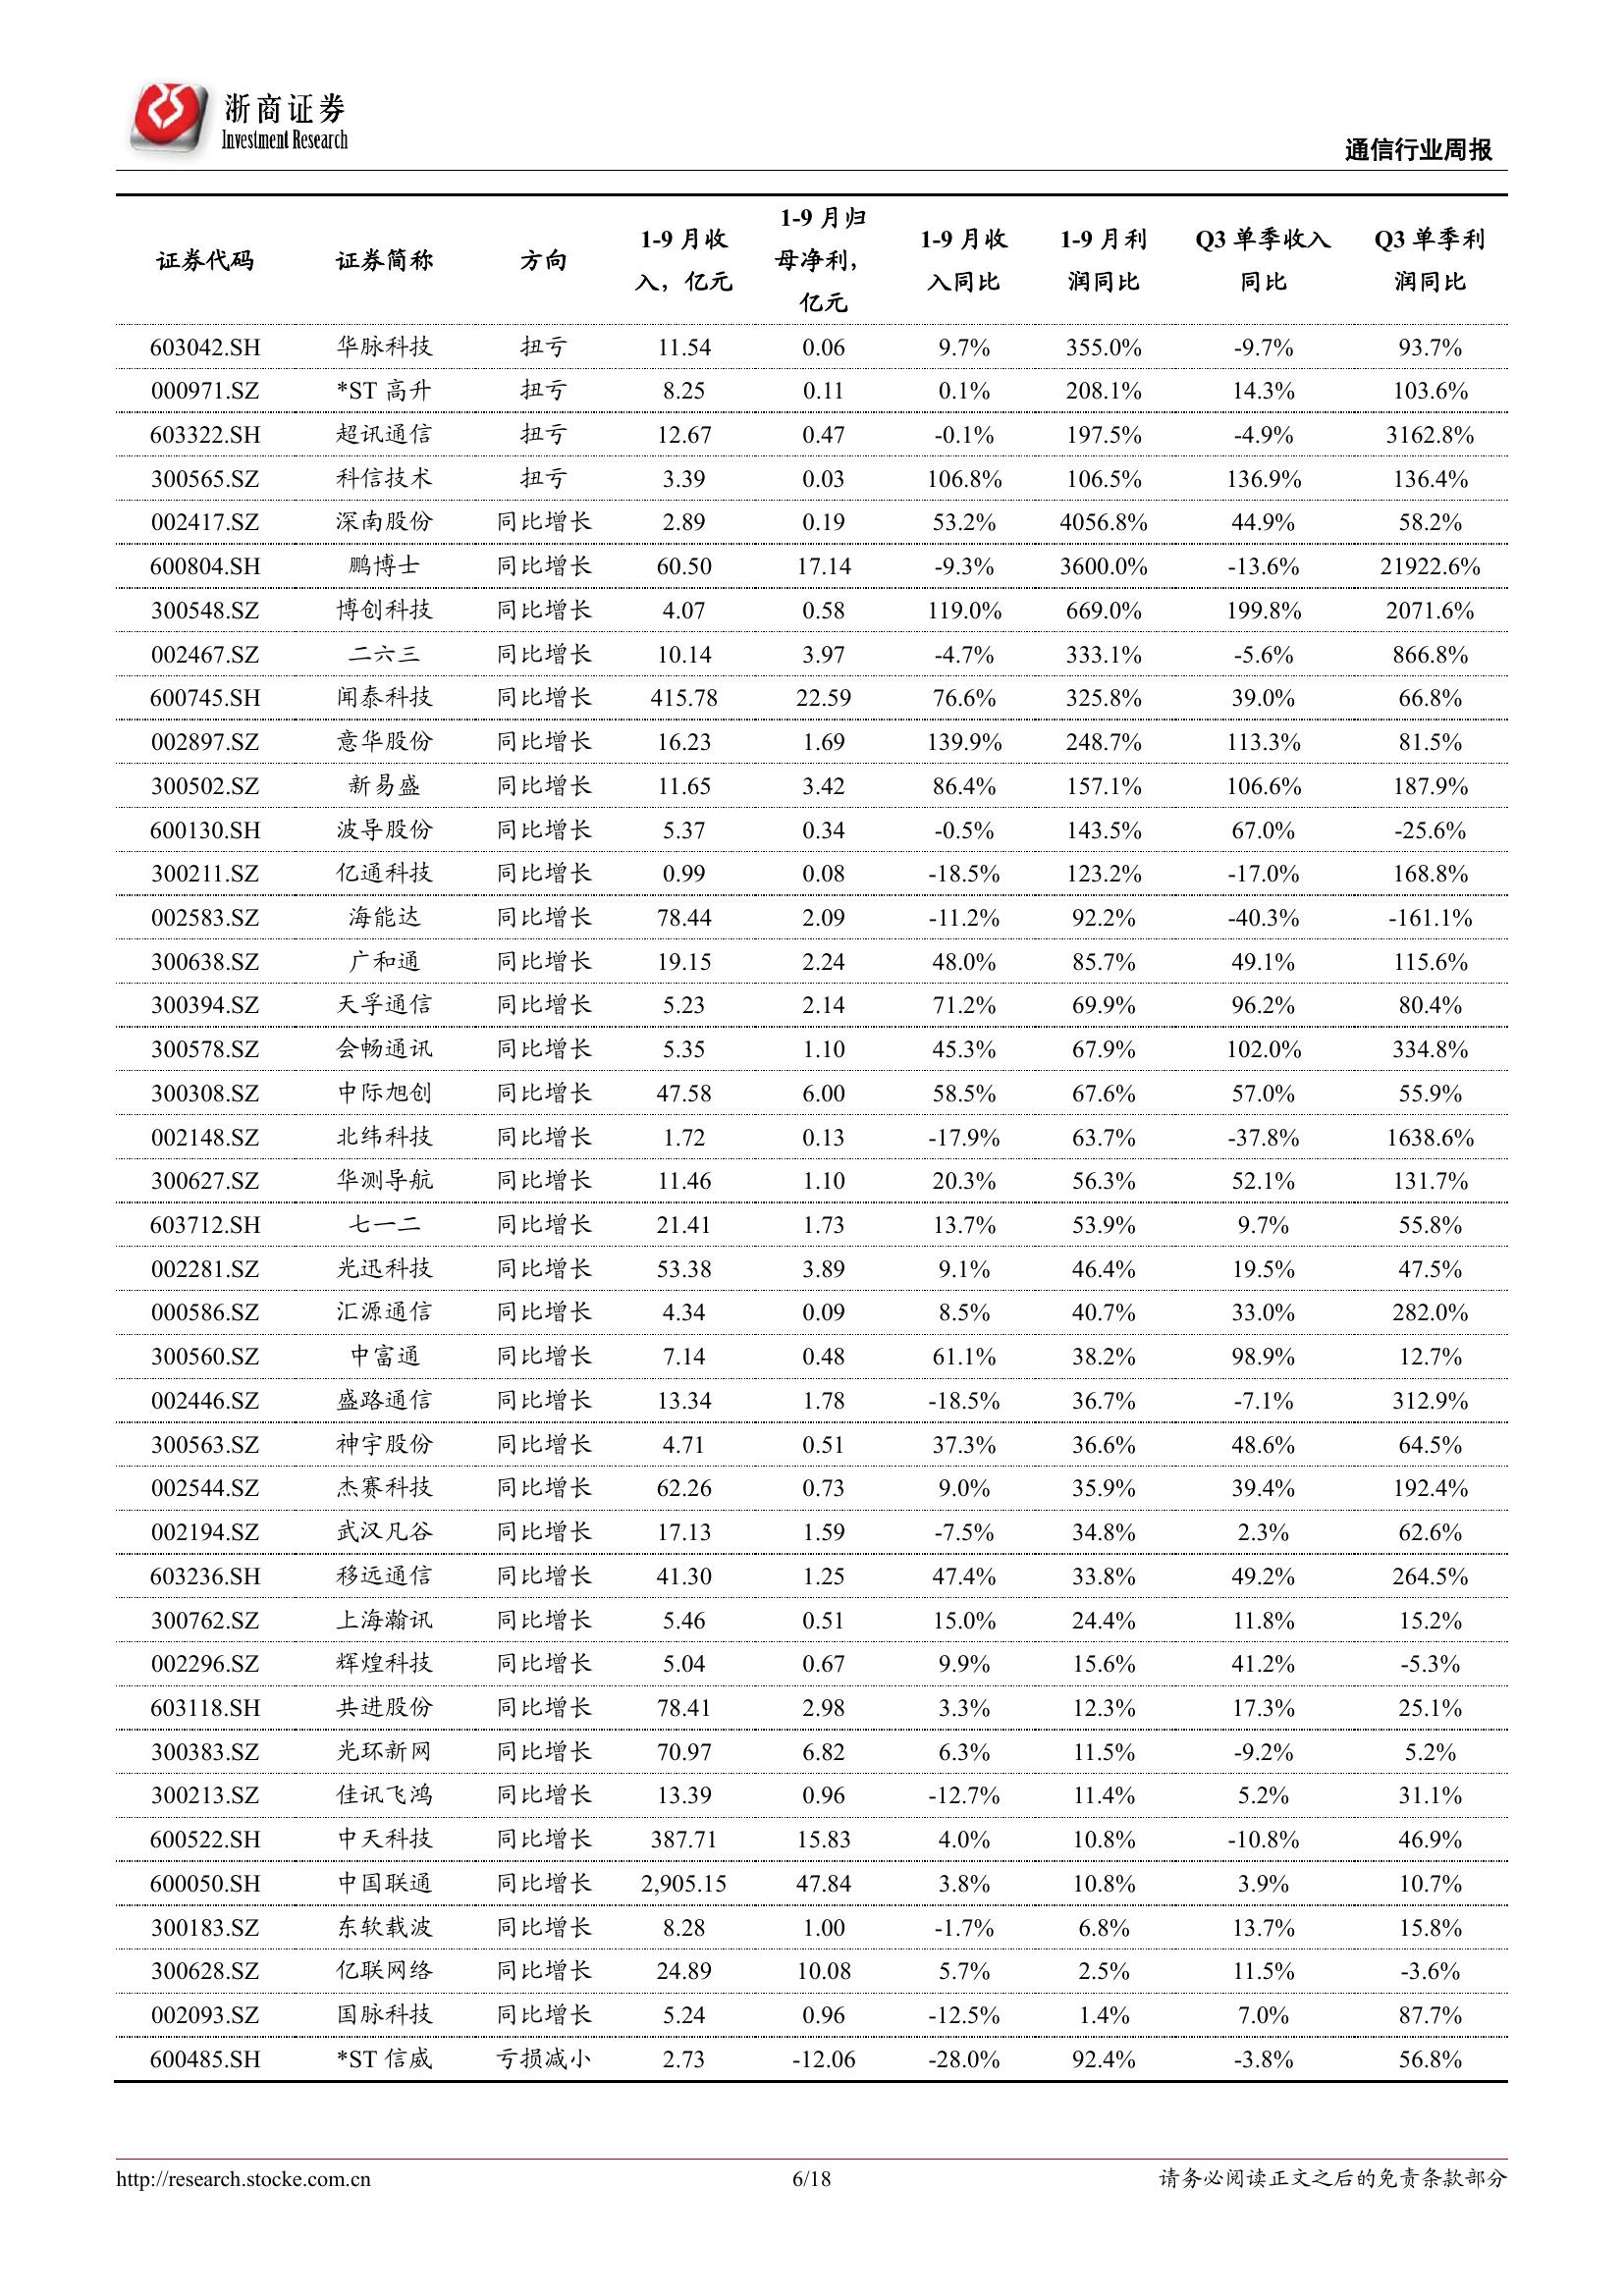 浙商证券
Investment Research
通信行业周报
证券代码 证券简称 方向 1-9 月收入，亿元 1-9 月归母净利，亿元 1-9 月收入同比 1-9 月利润同比 Q3 单季收入同比 Q3 单季利润同比
603042.SH 华脉科技 扭亏 11.54 0.06 9.7% 355.0% -9.7% 93.7%
000971.SZ *ST 高升 扭亏 8.25 0.11 0.1% 208.1% 14.3% 103.6%
603322.SH 超讯通信 扭亏 12.67 0.47 -0.1% 197.5% -4.9% 3162.8%
300565.SZ 科信技术 扭亏 3.39 0.03 106.8% 106.5% 136.9% 136.4%
002417.SZ 深南股份 同比增长 2.89 0.19 53.2% 4056.8% 44.9% 58.2%
600804.SH 鹏博士 同比增长 60.50 17.14 -9.3% 3600.0% -13.6% 21922.6%
300548.SZ 博创科技 同比增长 4.07 0.58 119.0% 669.0% 199.8% 2071.6%
002467.SZ 二六三 同比增长 10.14 3.97 -4.7% 333.1% -5.6% 866.8%
600745.SH 闻泰科技 同比增长 415.78 22.59 76.6% 325.8% 39.0% 66.8%
002897.SZ 意华股份 同比增长 16.23 1.69 139.9% 248.7% 113.3% 81.5%
300502.SZ 新易盛 同比增长 11.65 3.42 86.4% 157.1% 106.6% 187.9%
600130.SH 波导股份 同比增长 5.37 0.34 -0.5% 143.5% 67.0% -25.6%
300211.SZ 亿通科技 同比增长 0.99 0.08 -18.5% 123.2% -17.0% 168.8%
002583.SZ 海能达 同比增长 78.44 2.09 -11.2% 92.2% -40.3% -161.1%
300638.SZ 广和通 同比增长 19.15 2.24 48.0% 85.7% 49.1% 115.6%
300394.SZ 天孚通信 同比增长 5.23 2.14 71.2% 69.9% 96.2% 80.4%
300578.SZ 会畅通讯 同比增长 5.35 1.10 45.3% 67.9% 102.0% 334.8%
300308.SZ 中际旭创 同比增长 47.58 6.00 58.5% 67.6% 57.0% 55.9%
002148.SZ 北纬科技 同比增长 1.72 0.13 -17.9% 63.7% -37.8% 1638.6%
300627.SZ 华测导航 同比增长 11.46 1.10 20.3% 56.3% 52.1% 131.7%
603712.SH 七一二 同比增长 21.41 1.73 13.7% 53.9% 9.7% 55.8%
002281.SZ 光迅科技 同比增长 53.38 3.89 9.1% 46.4% 19.5% 47.5%
000586.SZ 汇源通信 同比增长 4.34 0.09 8.5% 40.7% 33.0% 282.0%
300560.SZ 中富通 同比增长 7.14 0.48 61.1% 38.2% 98.9% 12.7%
002446.SZ 盛路通信 同比增长 13.34 1.78 -18.5% 36.7% -7.1% 312.9%
300563.SZ 神宇股份 同比增长 4.71 0.51 37.3% 36.6% 48.6% 64.5%
002544.SZ 杰赛科技 同比增长 62.26 0.73 9.0% 35.9% 39.4% 192.4%
002194.SZ 武汉凡谷 同比增长 17.13 1.59 -7.5% 34.8% 2.3% 62.6%
603236.SH 移远通信 同比增长 41.30 1.25 47.4% 33.8% 49.2% 264.5%
300762.SZ 上海瀚讯 同比增长 5.46 0.51 15.0% 24.4% 11.8% 15.2%
002296.SZ 辉煌科技 同比增长 5.04 0.67 9.9% 15.6% 41.2% -5.3%
603118.SH 共进股份 同比增长 78.41 2.98 3.3% 12.3% 17.3% 25.1%
300383.SZ 光环新网 同比增长 70.97 6.82 6.3% 11.5% -9.2% 5.2%
300213.SZ 佳讯飞鸿 同比增长 13.39 0.96 -12.7% 11.4% 5.2% 31.1%
600522.SH 中天科技 同比增长 387.71 15.83 4.0% 10.8% -10.8% 46.9%
600050.SH 中国联通 同比增长 2,905.15 47.84 3.8% 10.8% 3.9% 10.7%
300183.SZ 东软载波 同比增长 8.28 1.00 -1.7% 6.8% 13.7% 15.8%
300628.SZ 亿联网络 同比增长 24.89 10.08 5.7% 2.5% 11.5% -3.6%
002093.SZ 国脉科技 同比增长 5.24 0.96 -12.5% 1.4% 7.0% 87.7%
600485.SH *ST 信威 亏损减小 2.73 -12.06 -28.0% 92.4% -3.8% 56.8%
http://research.stocke.com.cn 6/18 请务必阅读正文之后的免责条款部分